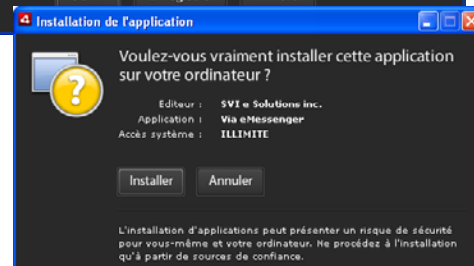 Installation de l'application
Voulez-vous vraiment installer cette application
sur votre ordinateur ?
Editeur : SVI e Solutions inc.
Application : Via eMessenger
Accès système : ILLIMITE
Installer Annuler
L'installation d'applications peut présenter un risque de sécurité
pour vous-même et votre ordinateur. Ne procédez à l'installation
qu'à partir de sources de confiance.